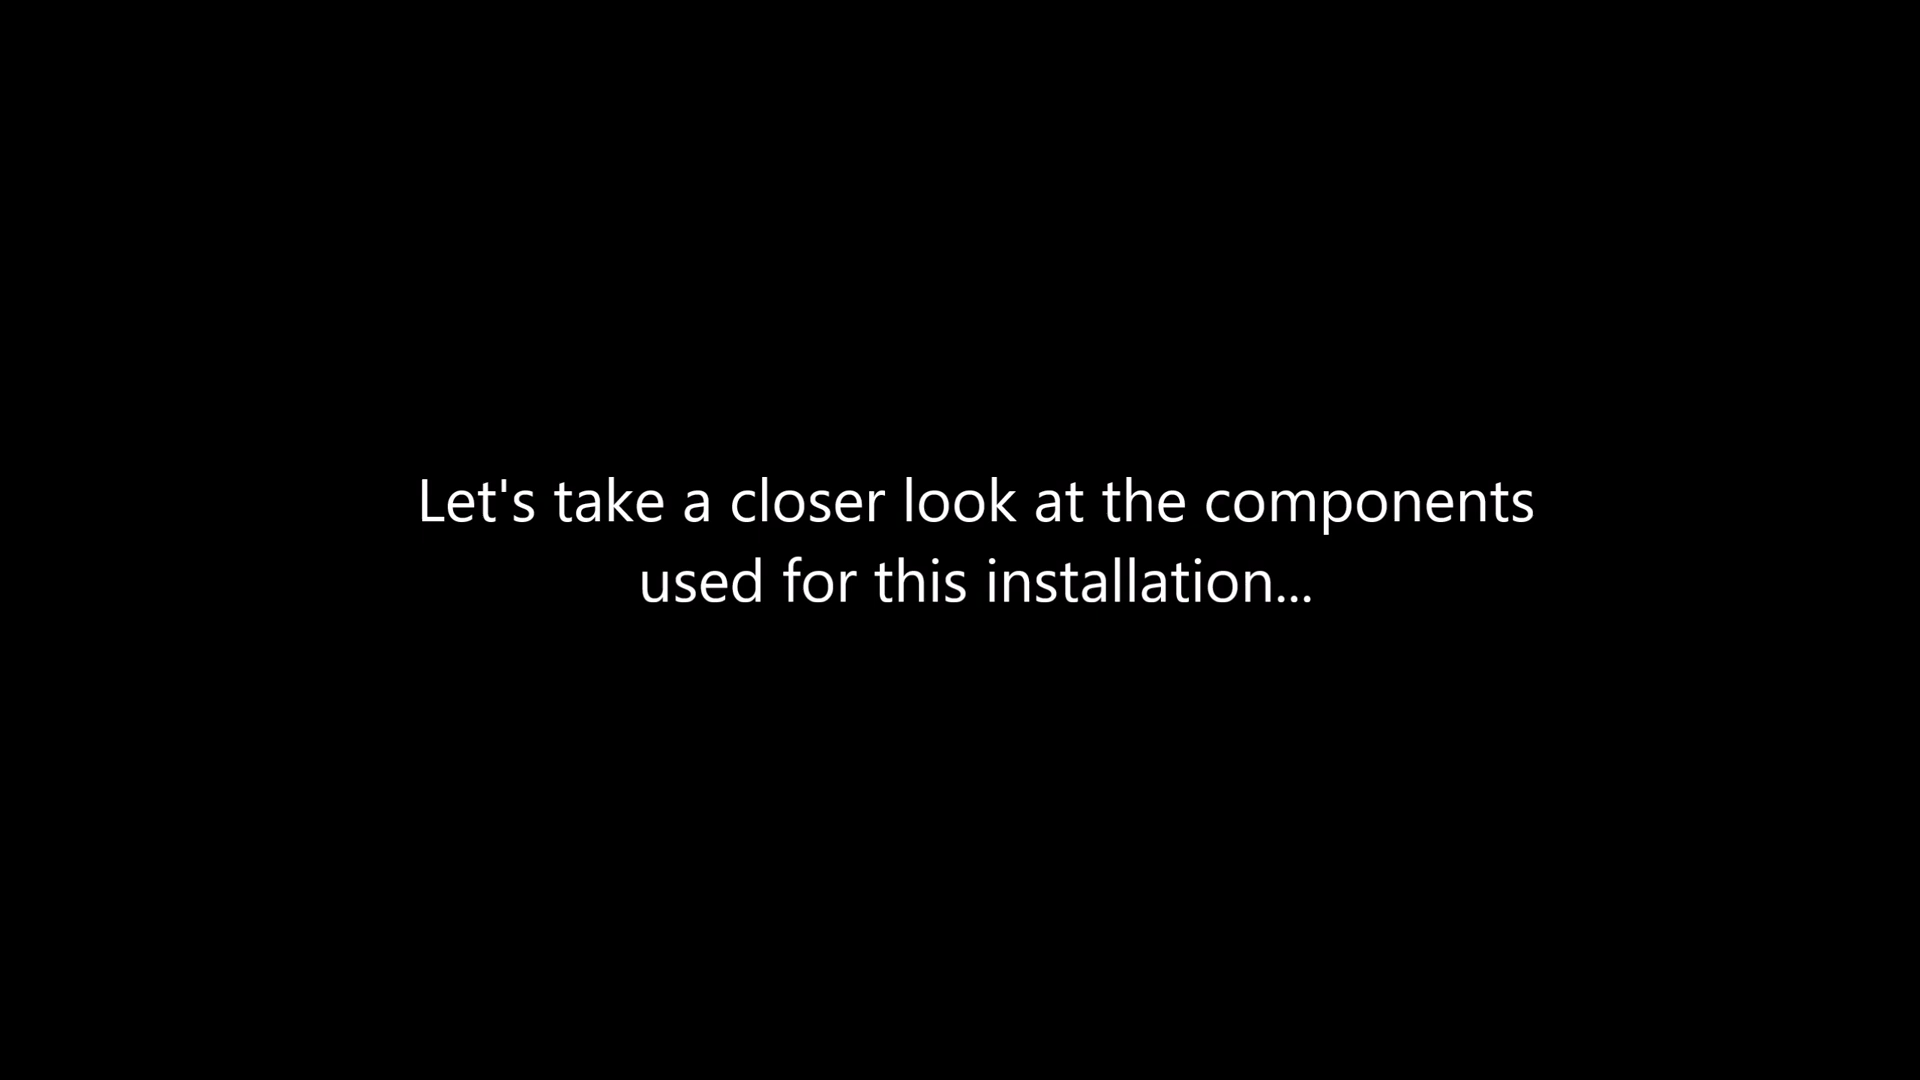 Let's take a closer look at the components
used for this installation...